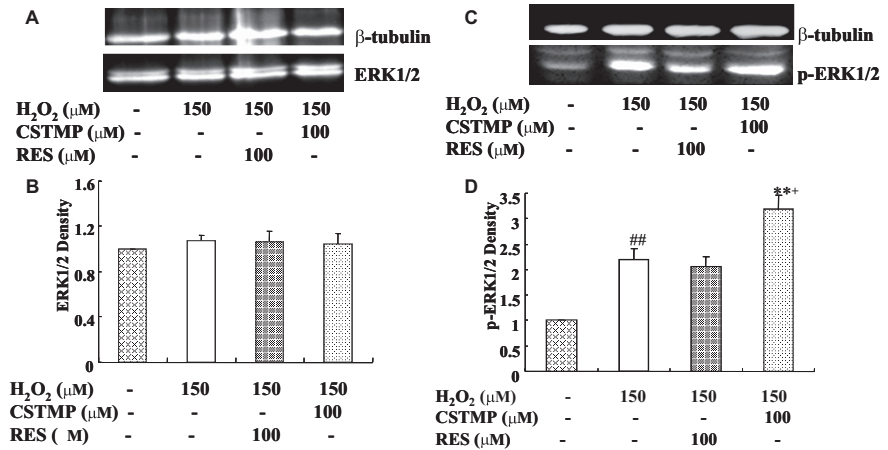 A
β-tubulin
ERK1/2
H₂O₂ (μM) - 150 150 150
CSTMP (μM) - - - 100
RES (μM) - - 100 -
B
ERK1/2 Density
1.6
1.2
0.8
0.4
0
H₂O₂ (μM) - 150 150 150
CSTMP (μM) - - - 100
RES ( M) - - 100 -
C
β-tubulin
p-ERK1/2
H₂O₂ (μM) - 150 150 150
CSTMP (μM) - - - 100
RES (μM) - - 100 -
D
p-ERK1/2 Density
3.5
3
2.5
2
1.5
1
0.5
0
##
**+
H₂O₂ (μM) - 150 150 150
CSTMP (μM) - - - 100
RES (μM) - - 100 -